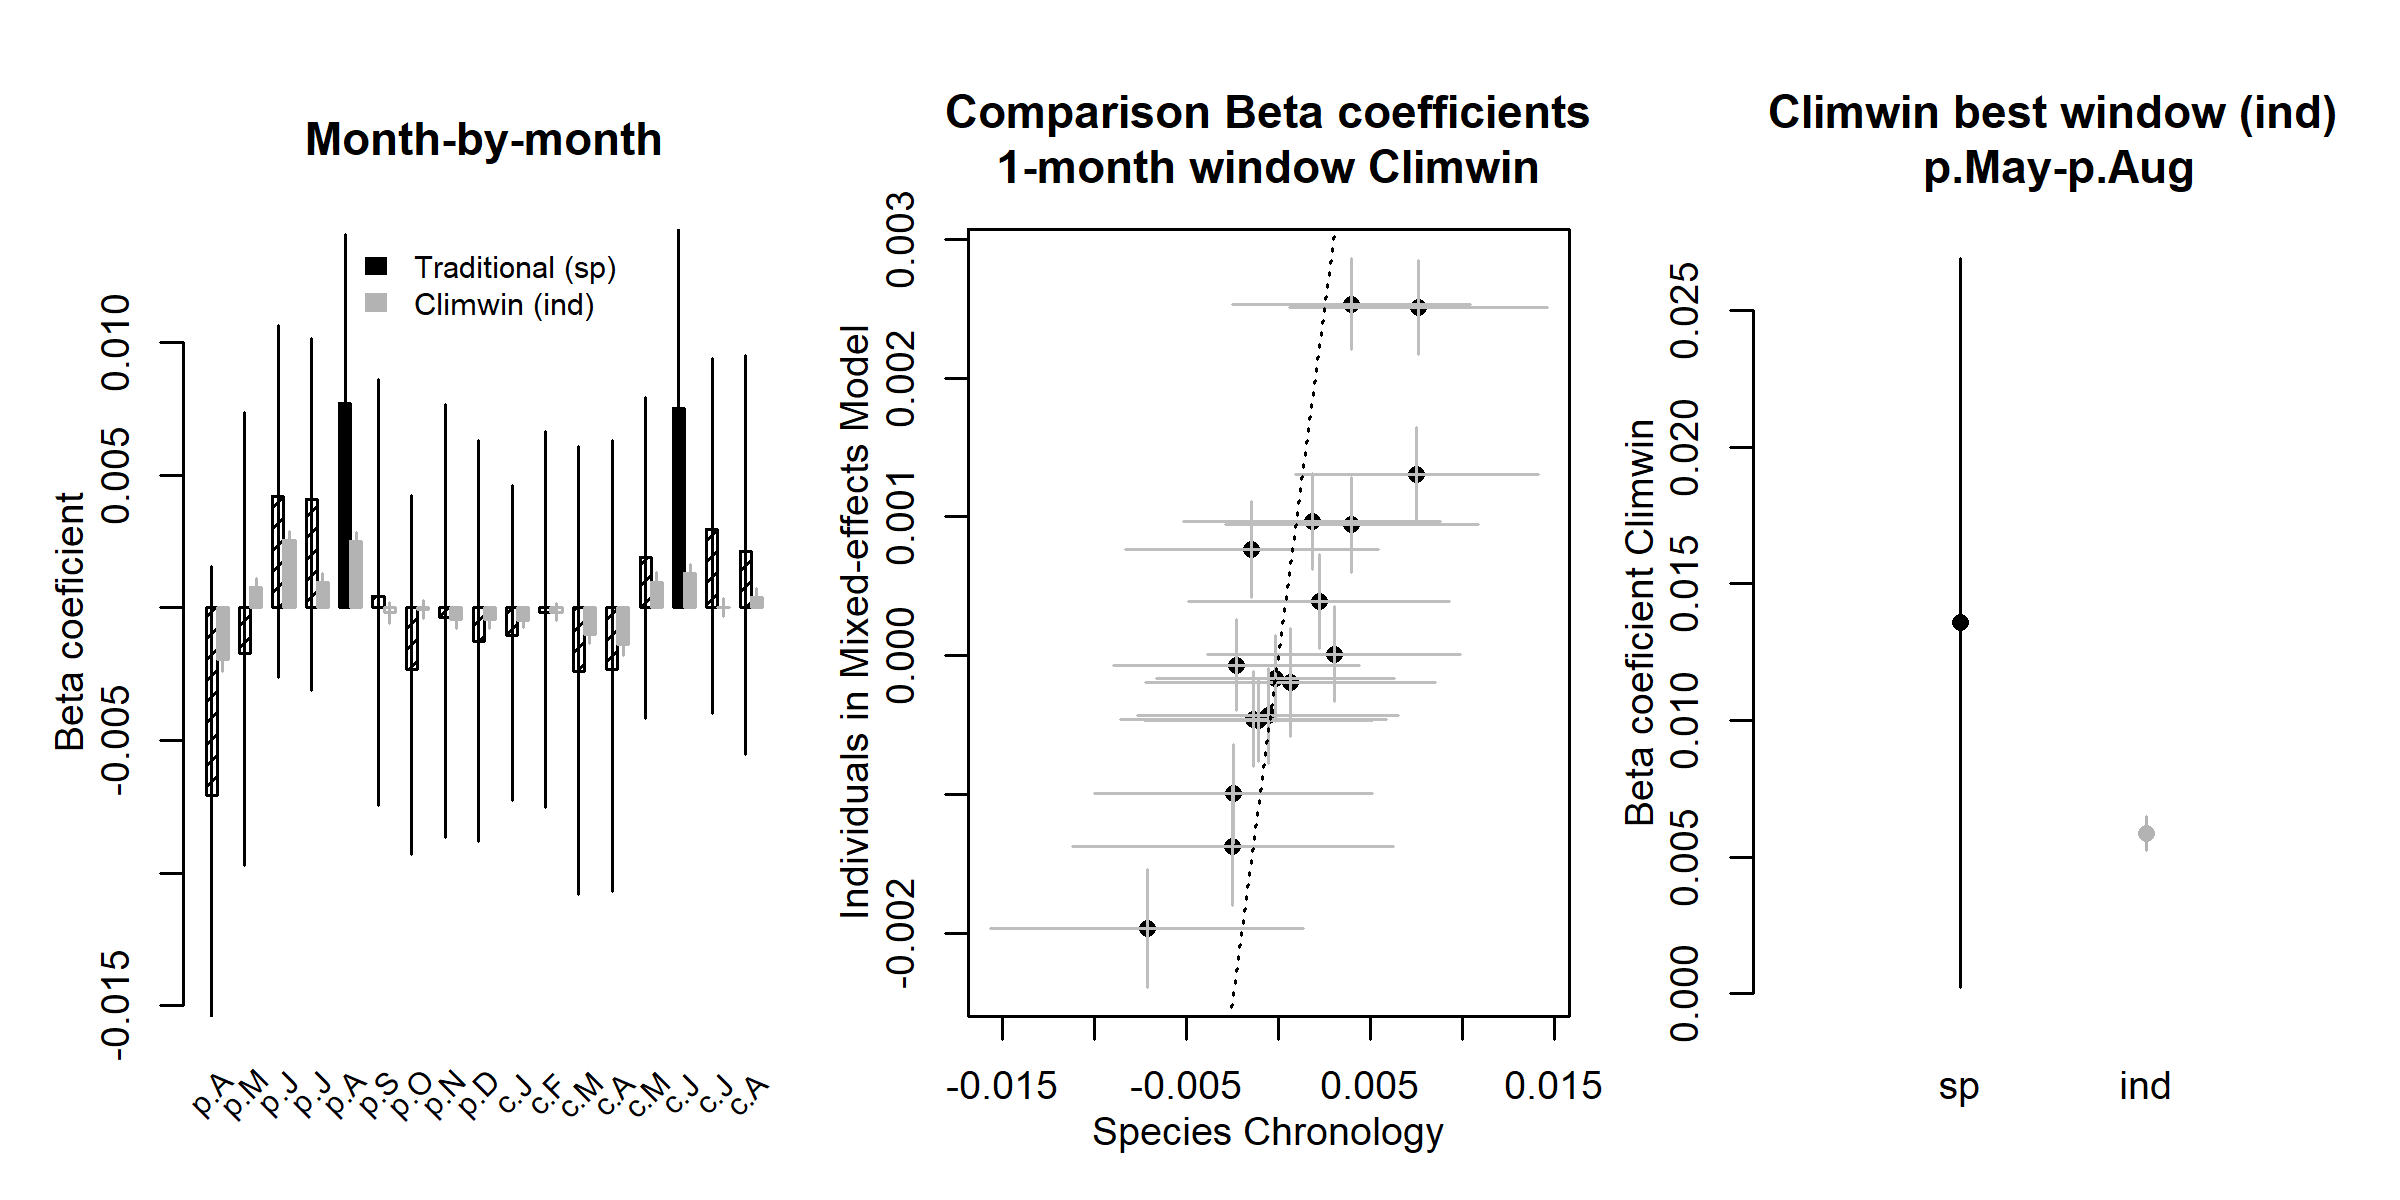 Month-by-month
Traditional (sp)
Climwin (ind)
Beta coeficient
0.010
0.005
-0.005
-0.015
p.A
p.M
p.J
p.J
p.A
p.S
p.O
p.N
p.D
c.J
c.F
c.M
c.A
c.M
c.J
c.J
c.A
Comparison Beta coefficients
1-month window Climwin
Individuals in Mixed-effects Model
0.003
0.002
0.001
0.000
-0.002
-0.015
-0.005
0.005
0.015
Species Chronology
Climwin best window (ind)
p.May-p.Aug
Beta coeficient Climwin
0.025
0.020
0.015
0.010
0.005
0.000
sp
ind